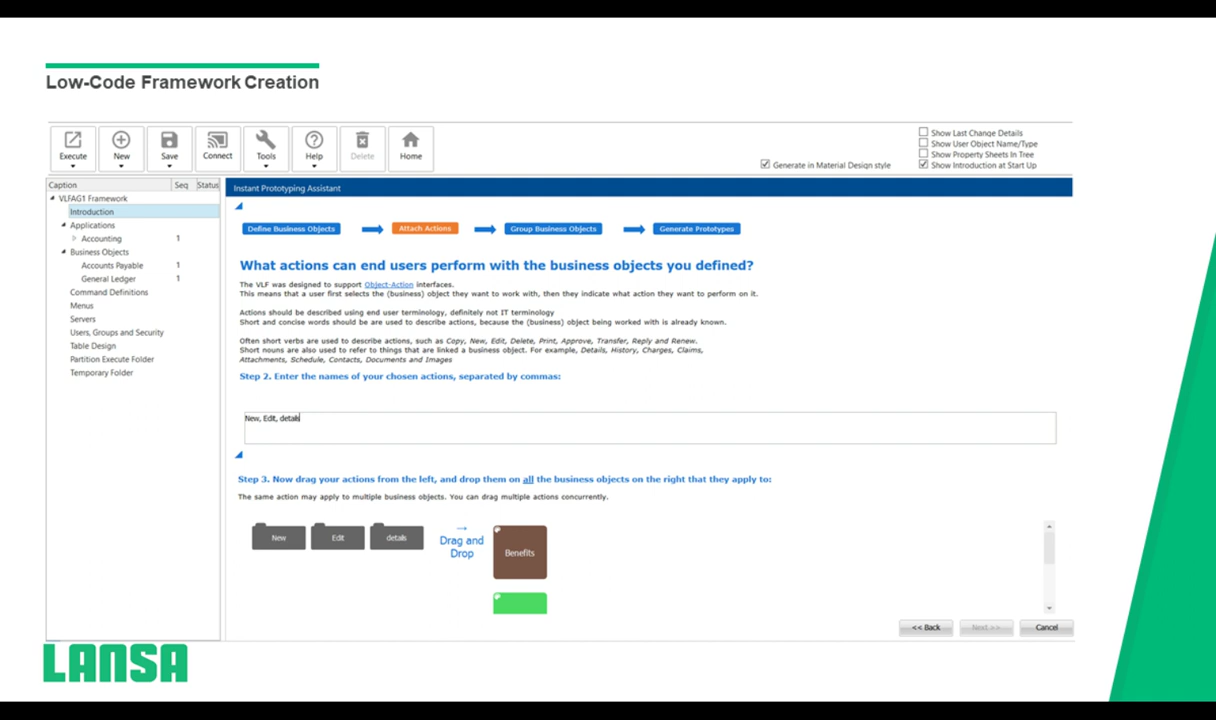 Low-Code Framework Creation
Execute
New
Save
Connect
Tools
Help
Delete
Home
Generate in Material Design style
Show Last Change Details
Show User Object Name/Type
Show Property Sheets In Tree
Show Introduction at Start Up
Caption Seq Status
VLFAG1 Framework
Introduction
Applications
Accounting 1
Business Objects
Accounts Payable 1
General Ledger 1
Command Definitions
Menus
Servers
Users, Groups and Security
Table Design
Partition Execute Folder
Temporary Folder
Instant Prototyping Assistant
Define Business Objects
Attach Actions
Group Business Objects
Generate Prototypes
What actions can end users perform with the business objects you defined?
The VLF was designed to support Object-Action interfaces.
This means that a user first selects the (business) object they want to work with, then they indicate what action they want to perform on it.
Actions should be described using end user terminology, definitely not IT terminology
Short and concise words should be are used to describe actions, because the (business) object being worked with is already known.
Often short verbs are used to describe actions, such as Copy, New, Edit, Delete, Print, Approve, Transfer, Reply and Renew.
Short nouns are also used to refer to things that are linked a business object. For example, Details, History, Charges, Claims,
Attachments, Schedule, Contacts, Documents and Images
Step 2. Enter the names of your chosen actions, separated by commas:
New, Edit, details
Step 3. Now drag your actions from the left, and drop them on all the business objects on the right that they apply to:
The same action may apply to multiple business objects. You can drag multiple actions concurrently.
New
Edit
details
Drag and
Drop
Benefits
<< Back
Next >>
Cancel
LANSA